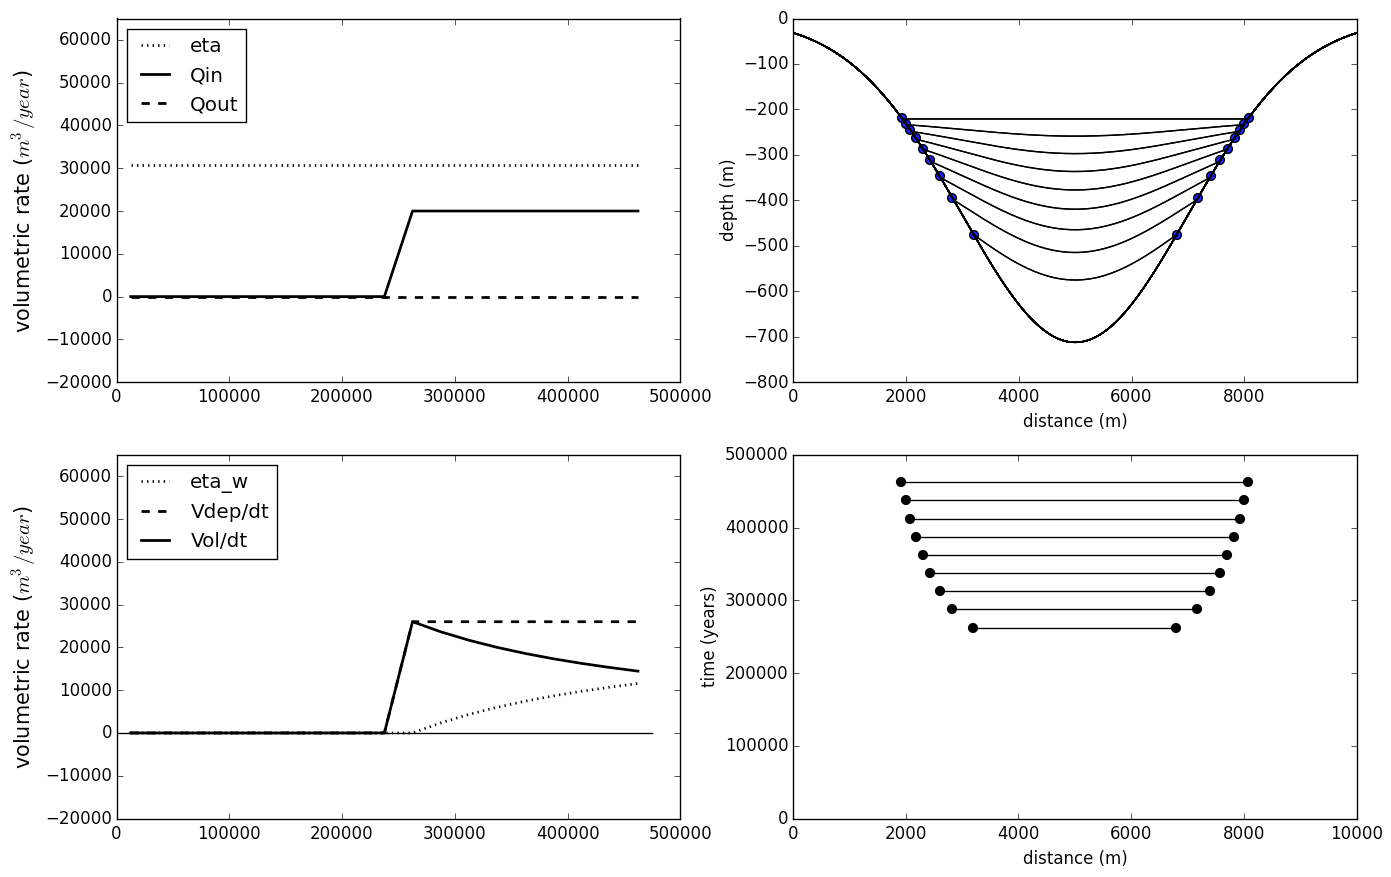 volumetric rate (m³/year)
60000
50000
40000
30000
20000
10000
0
−10000
−20000
eta
Qin
Qout
0 100000 200000 300000 400000 500000
depth (m)
0
−100
−200
−300
−400
−500
−600
−700
−800
0 2000 4000 6000 8000
distance (m)
volumetric rate (m³/year)
60000
50000
40000
30000
20000
10000
0
−10000
−20000
eta_w
Vdep/dt
Vol/dt
0 100000 200000 300000 400000 500000
time (years)
500000
400000
300000
200000
100000
0
0 2000 4000 6000 8000 10000
distance (m)